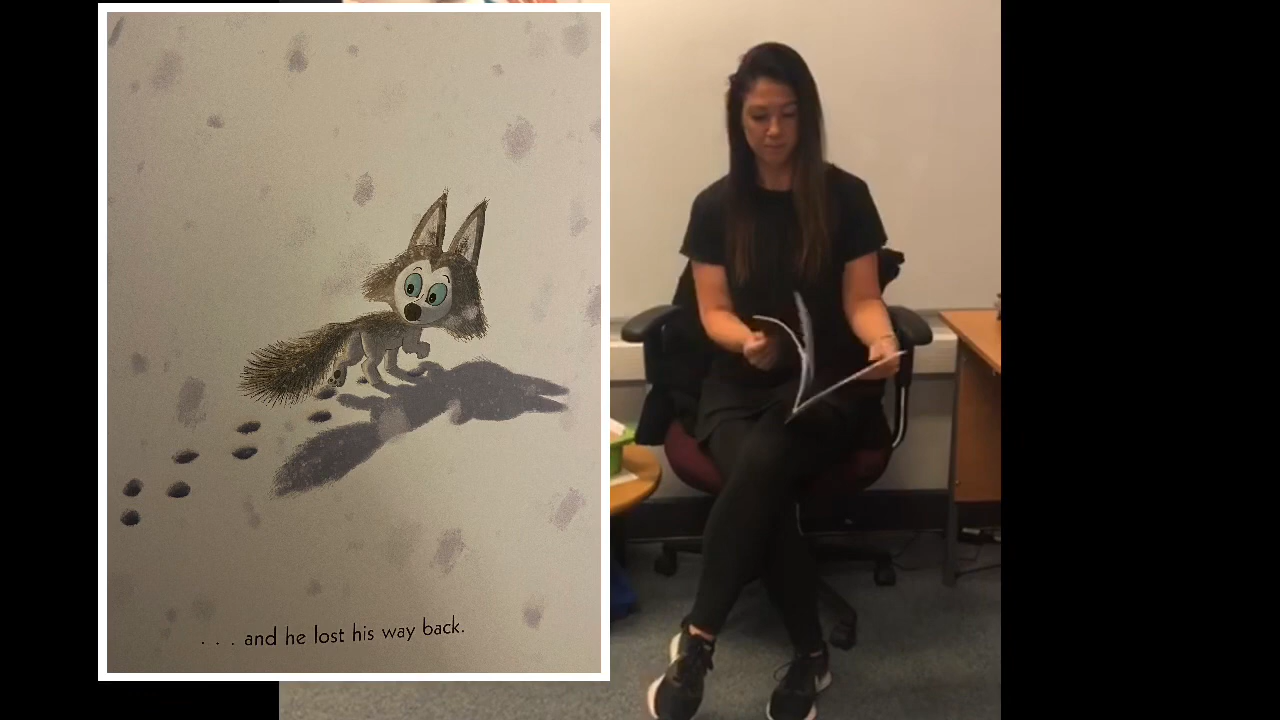 . . . and he lost his way back.